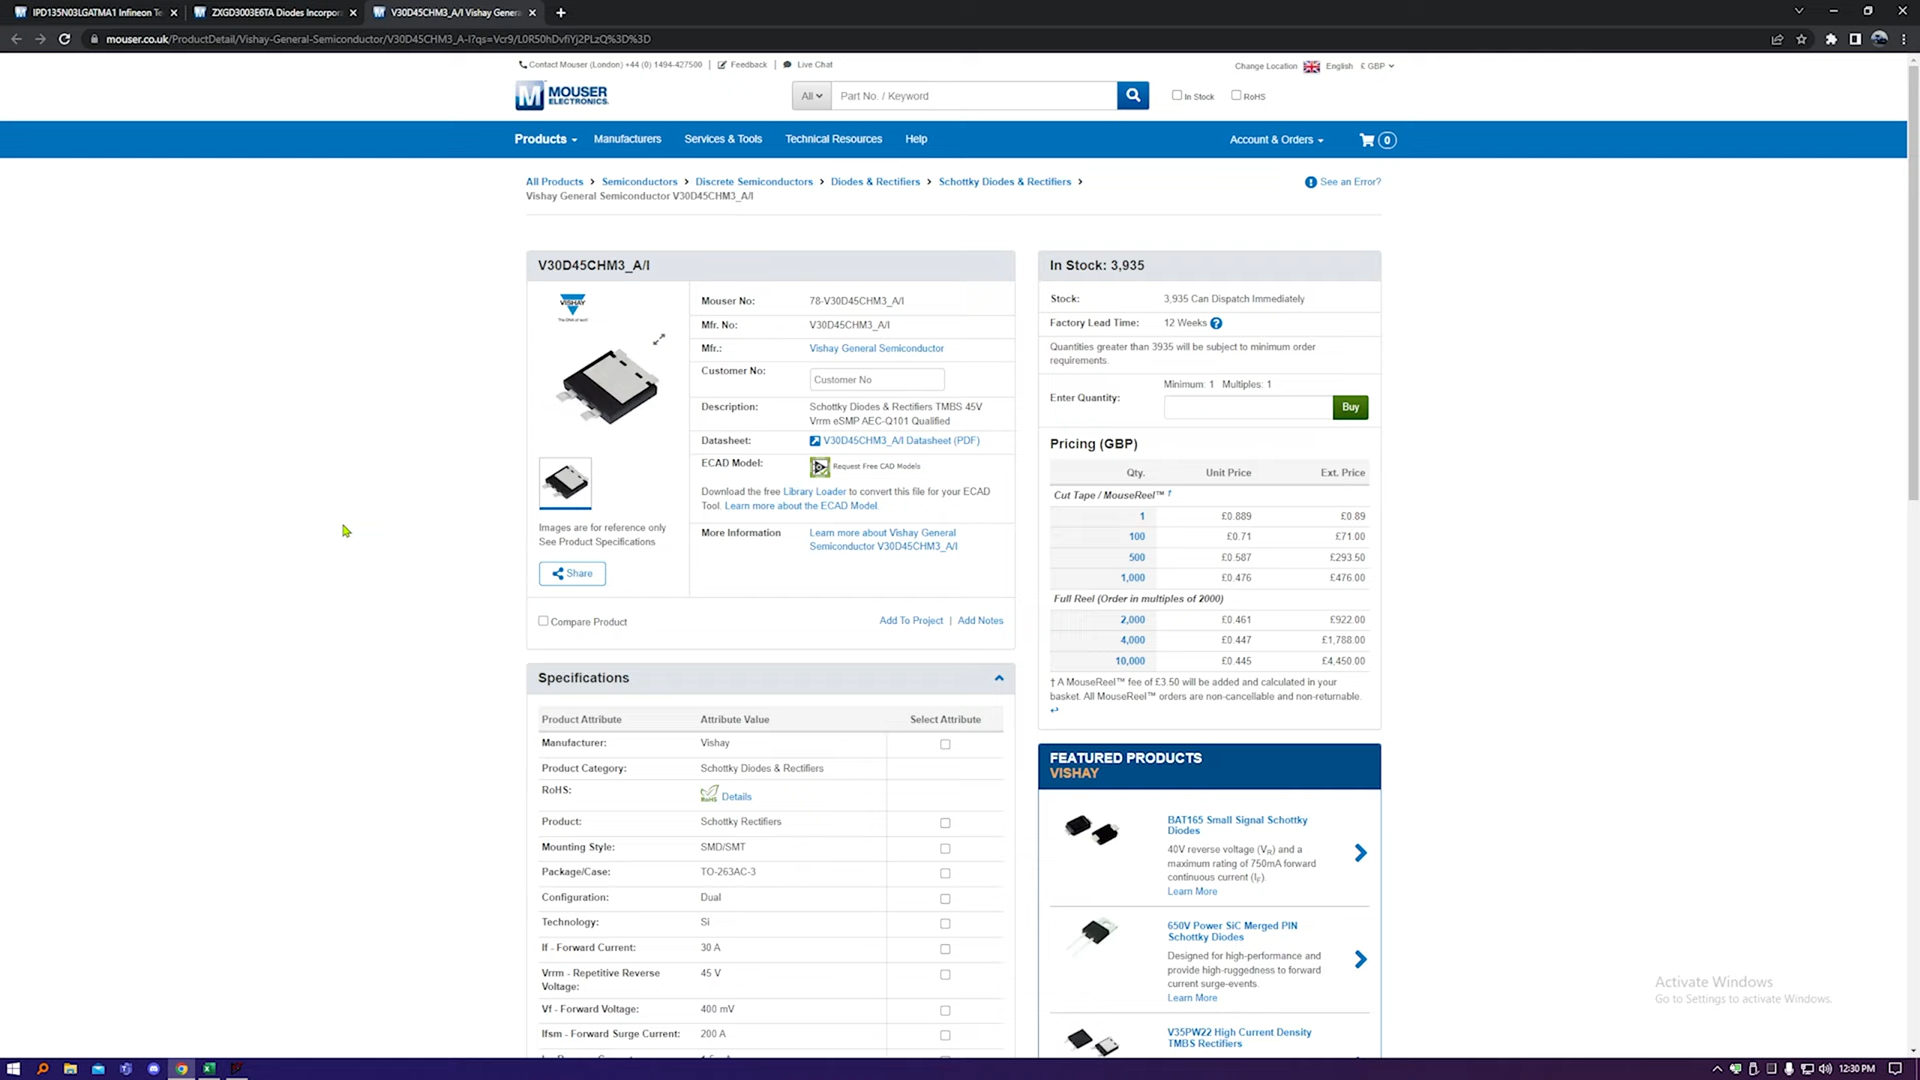 IPD135N03LGATMA1 Infineon Te
ZXGD3003E6TA Diodes Incorpor
V30D45CHM3_A/I Vishay Genera
mouser.co.uk/ProductDetail/Vishay-General-Semiconductor/V30D45CHM3_A-I?qs=Vcr9/L0R50hDvfiYj2PLzQ%3D%3D
Contact Mouser (London) +44 (0) 1494-427500 | Feedback | Live Chat
Change Location English £ GBP
MOUSER
ELECTRONICS
All Part No. / Keyword
In Stock RoHS
Products Manufacturers Services & Tools Technical Resources Help
Account & Orders 0
All Products > Semiconductors > Discrete Semiconductors > Diodes & Rectifiers > Schottky Diodes & Rectifiers >
Vishay General Semiconductor V30D45CHM3_A/I
See an Error?
V30D45CHM3_A/I
VISHAY
Mouser No: 78-V30D45CHM3_A/I
Mfr. No: V30D45CHM3_A/I
Mfr.: Vishay General Semiconductor
Customer No: Customer No
Description: Schottky Diodes & Rectifiers TMBS 45V
Vrrm eSMP AEC-Q101 Qualified
Datasheet: V30D45CHM3_A/I Datasheet (PDF)
ECAD Model: Request Free CAD Models
Download the free Library Loader to convert this file for your ECAD
Tool. Learn more about the ECAD Model.
More Information Learn more about Vishay General
Semiconductor V30D45CHM3_A/I
Images are for reference only
See Product Specifications
Share
Compare Product
Add To Project | Add Notes
In Stock: 3,935
Stock: 3,935 Can Dispatch Immediately
Factory Lead Time: 12 Weeks
Quantities greater than 3935 will be subject to minimum order
requirements.
Minimum: 1 Multiples: 1
Enter Quantity: Buy
Pricing (GBP)
Qty. Unit Price Ext. Price
Cut Tape / MouseReel™ †
1 £0.889 £0.89
100 £0.71 £71.00
500 £0.587 £293.50
1,000 £0.476 £476.00
Full Reel (Order in multiples of 2000)
2,000 £0.461 £922.00
4,000 £0.447 £1,788.00
10,000 £0.445 £4,450.00
† A MouseReel™ fee of £3.50 will be added and calculated in your
basket. All MouseReel™ orders are non-cancellable and non-returnable.
Specifications
Product Attribute Attribute Value Select Attribute
Manufacturer: Vishay
Product Category: Schottky Diodes & Rectifiers
RoHS: Details
Product: Schottky Rectifiers
Mounting Style: SMD/SMT
Package/Case: TO-263AC-3
Configuration: Dual
Technology: Si
If - Forward Current: 30 A
Vrrm - Repetitive Reverse
Voltage: 45 V
Vf - Forward Voltage: 400 mV
Ifsm - Forward Surge Current: 200 A
FEATURED PRODUCTS
VISHAY
BAT165 Small Signal Schottky
Diodes
40V reverse voltage (VR) and a
maximum rating of 750mA forward
continuous current (IF).
Learn More
650V Power SiC Merged PIN
Schottky Diodes
Designed for high-performance and
provide high-ruggedness to forward
current surge-events.
Learn More
V35PW22 High Current Density
TMBS Rectifiers
Activate Windows
Go to Settings to activate Windows.
12:30 PM